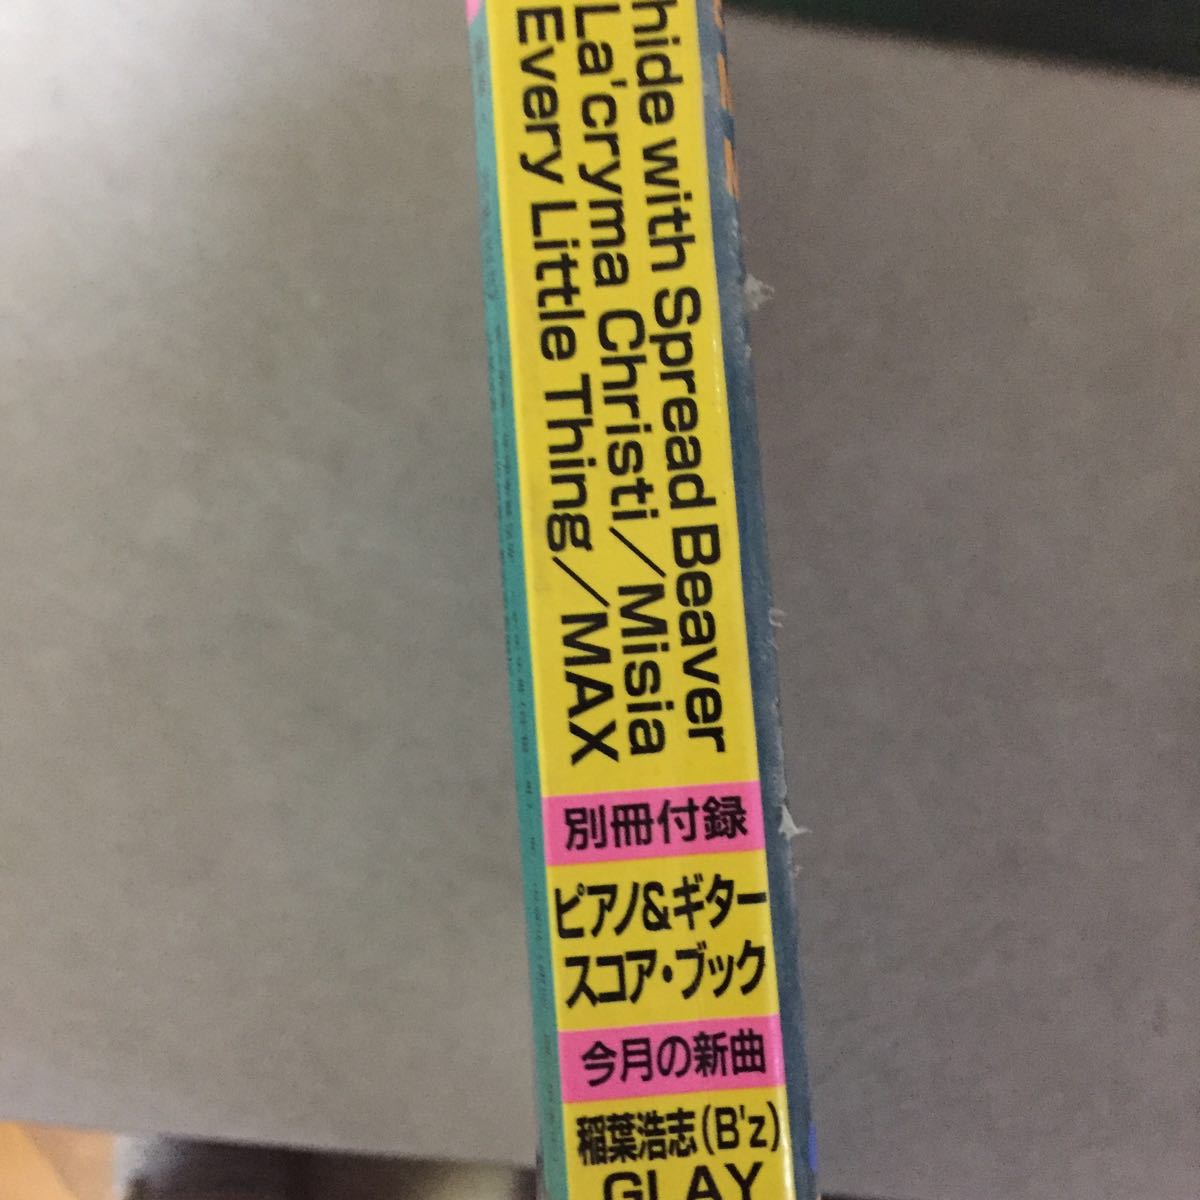 hide with Spread Beaver
La'cryma Christi／Misia
Every Little Thing／MAX
別冊付録
ピアノ&ギター
スコア・ブック
今月の新曲
稲葉浩志(B'z)
GLAY